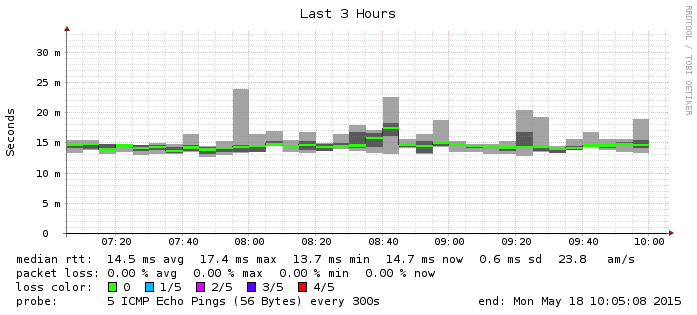 Last 3 Hours
RRDTOOL / TOBI OETIKER
Seconds
30 m
25 m
20 m
15 m
10 m
5 m
0
07:20 07:40 08:00 08:20 08:40 09:00 09:20 09:40 10:00
median rtt: 14.5 ms avg 17.4 ms max 13.7 ms min 14.7 ms now 0.6 ms sd 23.8 am/s
packet loss: 0.00 % avg 0.00 % max 0.00 % min 0.00 % now
loss color: 0 1/5 2/5 3/5 4/5
probe: 5 ICMP Echo Pings (56 Bytes) every 300s end: Mon May 18 10:05:08 2015